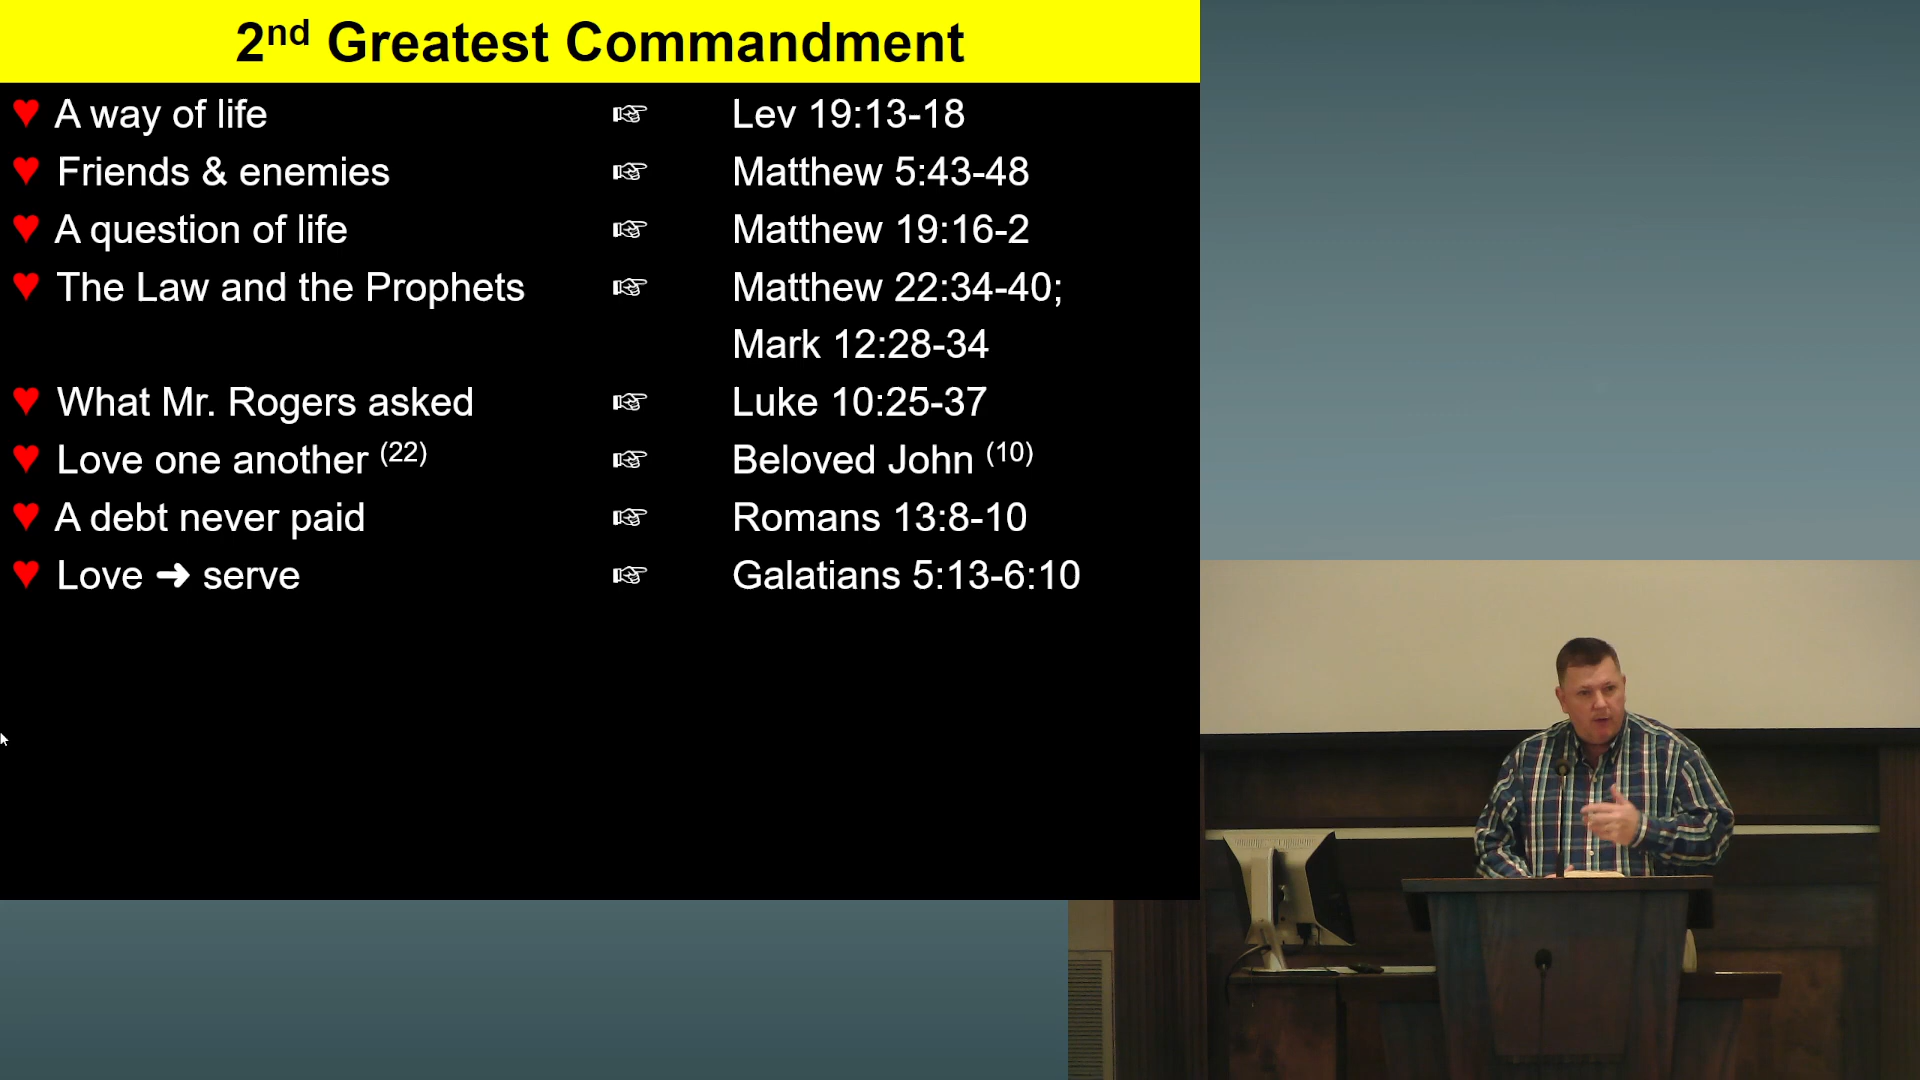 2nd Greatest Commandment
♥ A way of life ☞ Lev 19:13-18
♥ Friends & enemies ☞ Matthew 5:43-48
♥ A question of life ☞ Matthew 19:16-2
♥ The Law and the Prophets ☞ Matthew 22:34-40;
Mark 12:28-34
♥ What Mr. Rogers asked ☞ Luke 10:25-37
♥ Love one another (22) ☞ Beloved John (10)
♥ A debt never paid ☞ Romans 13:8-10
♥ Love ➜ serve ☞ Galatians 5:13-6:10